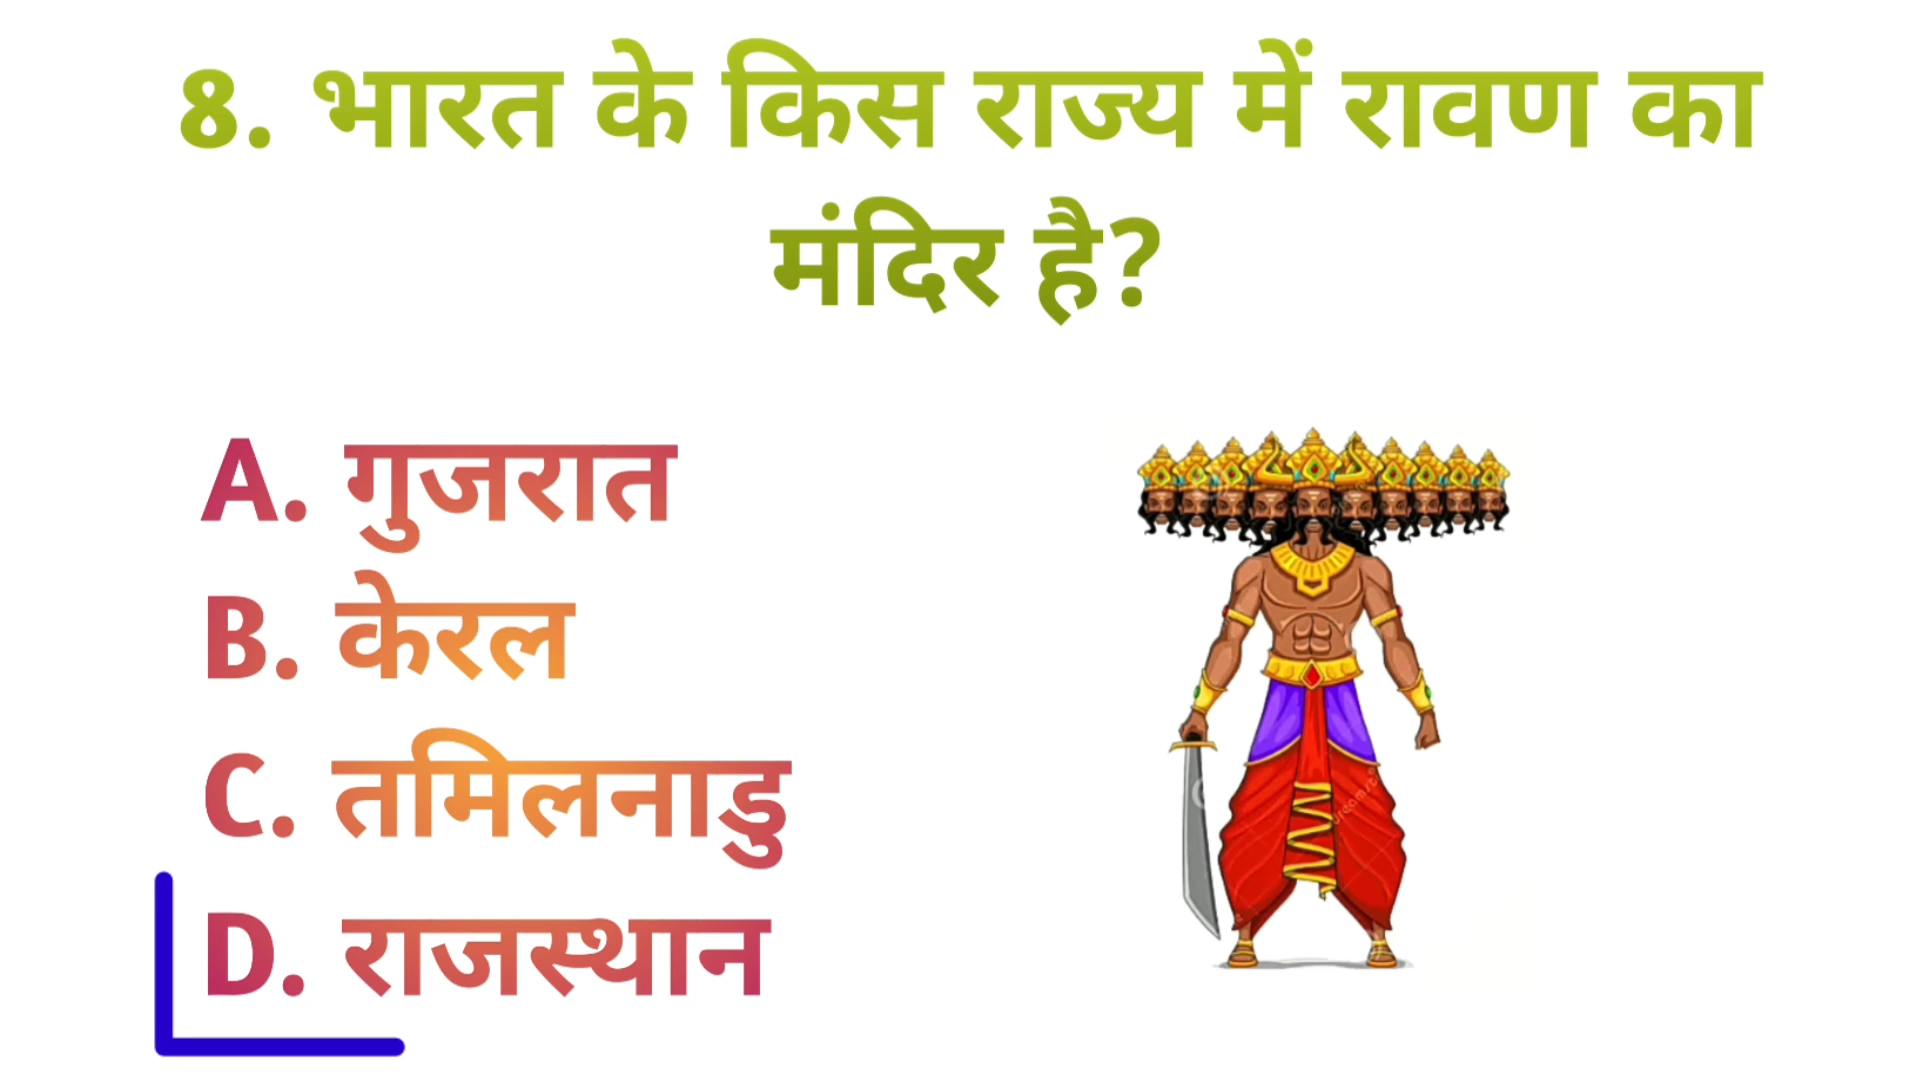 8. भारत के किस राज्य में रावण का
मंदिर है?
A. गुजरात
B. केरल
C. तमिलनाडु
D. राजस्थान